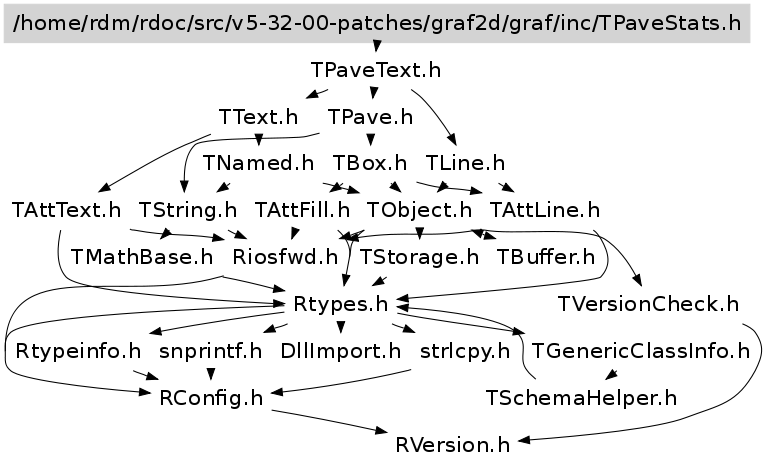 /home/rdm/rdoc/src/v5-32-00-patches/graf2d/graf/inc/TPaveStats.h
TPaveText.h
TText.h TPave.h
TNamed.h TBox.h TLine.h
TAttText.h TString.h TAttFill.h TObject.h TAttLine.h
TMathBase.h Riosfwd.h TStorage.h TBuffer.h
Rtypes.h TVersionCheck.h
Rtypeinfo.h snprintf.h DllImport.h strlcpy.h TGenericClassInfo.h
RConfig.h TSchemaHelper.h
RVersion.h